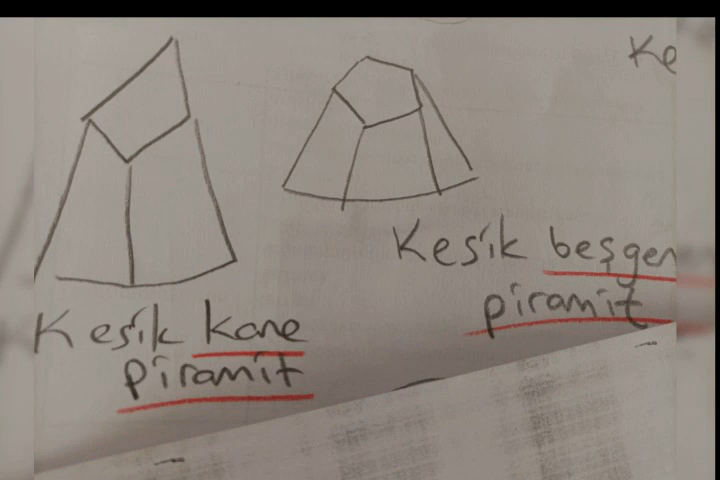 Ke
Kesik beşgen
piramit
Kesik kare
piramit